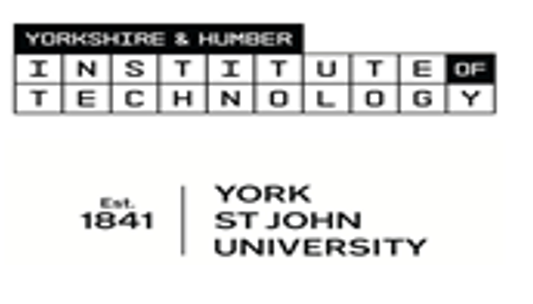 YORKSHIRE & HUMBER
INSTITUTE OF
TECHNOLOGY
Est.
1841
YORK
ST JOHN
UNIVERSITY